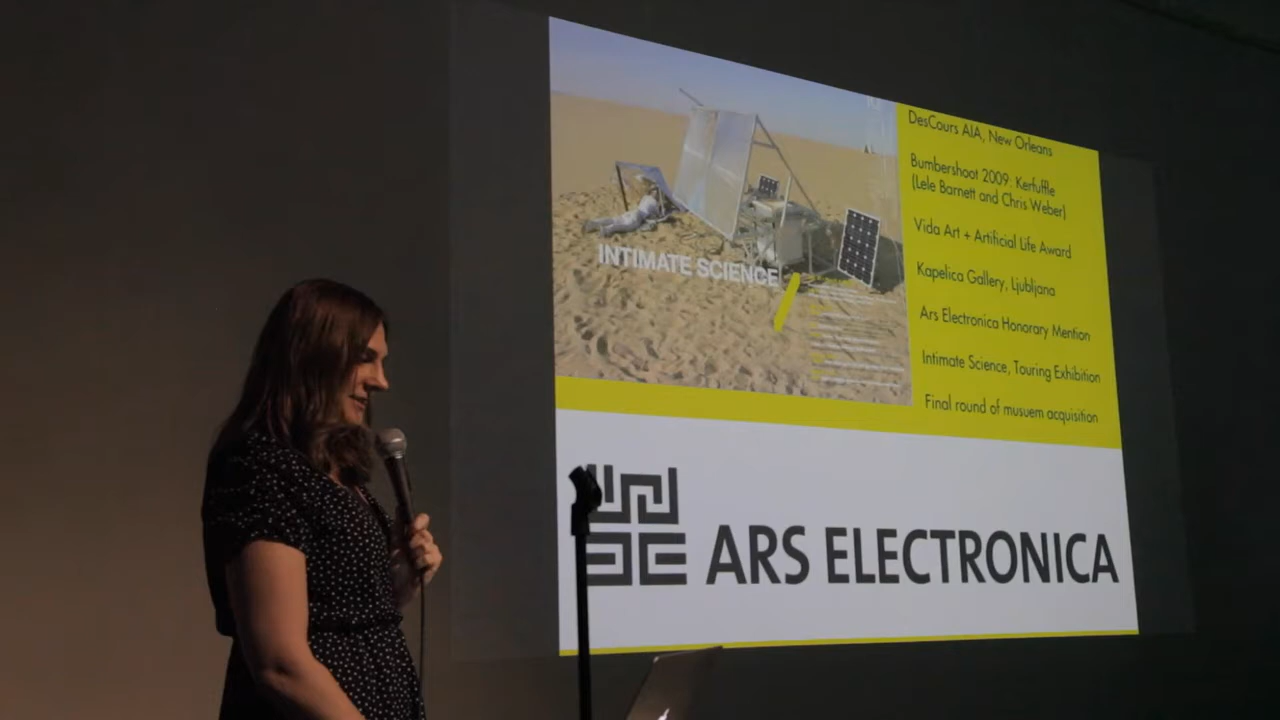 INTIMATE SCIENCE
DesCours AIA, New Orleans
Bumbershoot 2009: Kerfuffle
(Lele Barnett and Chris Weber)
Vida Art + Artificial Life Award
Kapelica Gallery, Ljubljana
Ars Electronica Honorary Mention
Intimate Science, Touring Exhibition
Final round of musuem acquisition
ARS ELECTRONICA